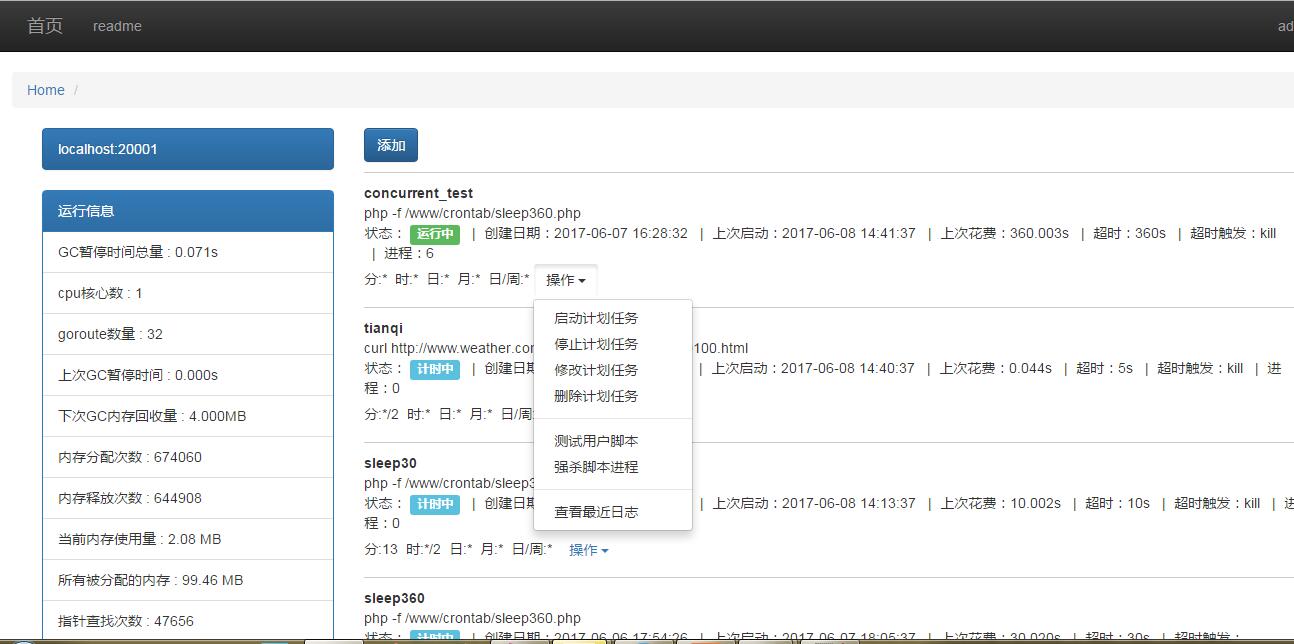 首页 readme ad
Home /
localhost:20001
运行信息
GC暂停时间总量 : 0.071s
cpu核心数 : 1
goroute数量 : 32
上次GC暂停时间 : 0.000s
下次GC内存回收量 : 4.000MB
内存分配次数 : 674060
内存释放次数 : 644908
当前内存使用量 : 2.08 MB
所有被分配的内存 : 99.46 MB
指针查找次数 : 47656
添加
concurrent_test
php -f /www/crontab/sleep360.php
状态： 运行中 | 创建日期：2017-06-07 16:28:32 | 上次启动：2017-06-08 14:41:37 | 上次花费：360.003s | 超时：360s | 超时触发：kill
| 进程：6
分:* 时:* 日:* 月:* 日/周:* 操作
启动计划任务
停止计划任务
修改计划任务
删除计划任务
测试用户脚本
强杀脚本进程
查看最近日志
tianqi
curl http://www.weather.cor 100.html
状态： 计时中 | 创建日期 | 上次启动：2017-06-08 14:40:37 | 上次花费：0.044s | 超时：5s | 超时触发：kill | 进
程：0
分:*/2 时:* 日:* 月:* 日/周:
sleep30
php -f /www/crontab/sleep3
状态： 计时中 | 创建日期 | 上次启动：2017-06-08 14:13:37 | 上次花费：10.002s | 超时：10s | 超时触发：kill | 进
程：0
分:13 时:*/2 日:* 月:* 日/周:* 操作
sleep360
php -f /www/crontab/sleep360.php
状态： 计时中 | 创建日期：2017-06-06 17:54:26 | 上次启动：2017-06-07 18:05:37 | 上次花费：30.020s | 超时：30s | 超时触发：